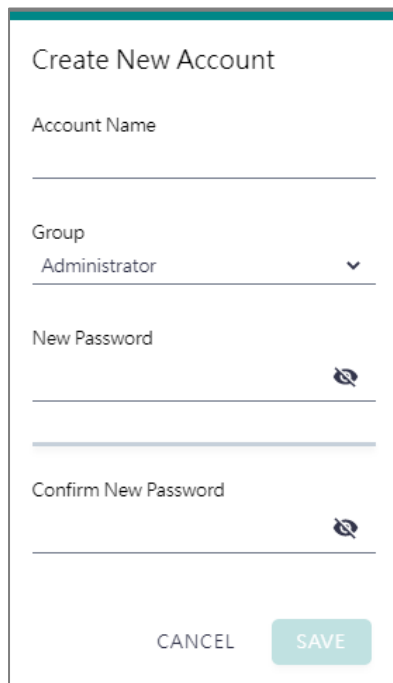 Create New Account
Account Name
Group
Administrator
New Password
Confirm New Password
CANCEL SAVE